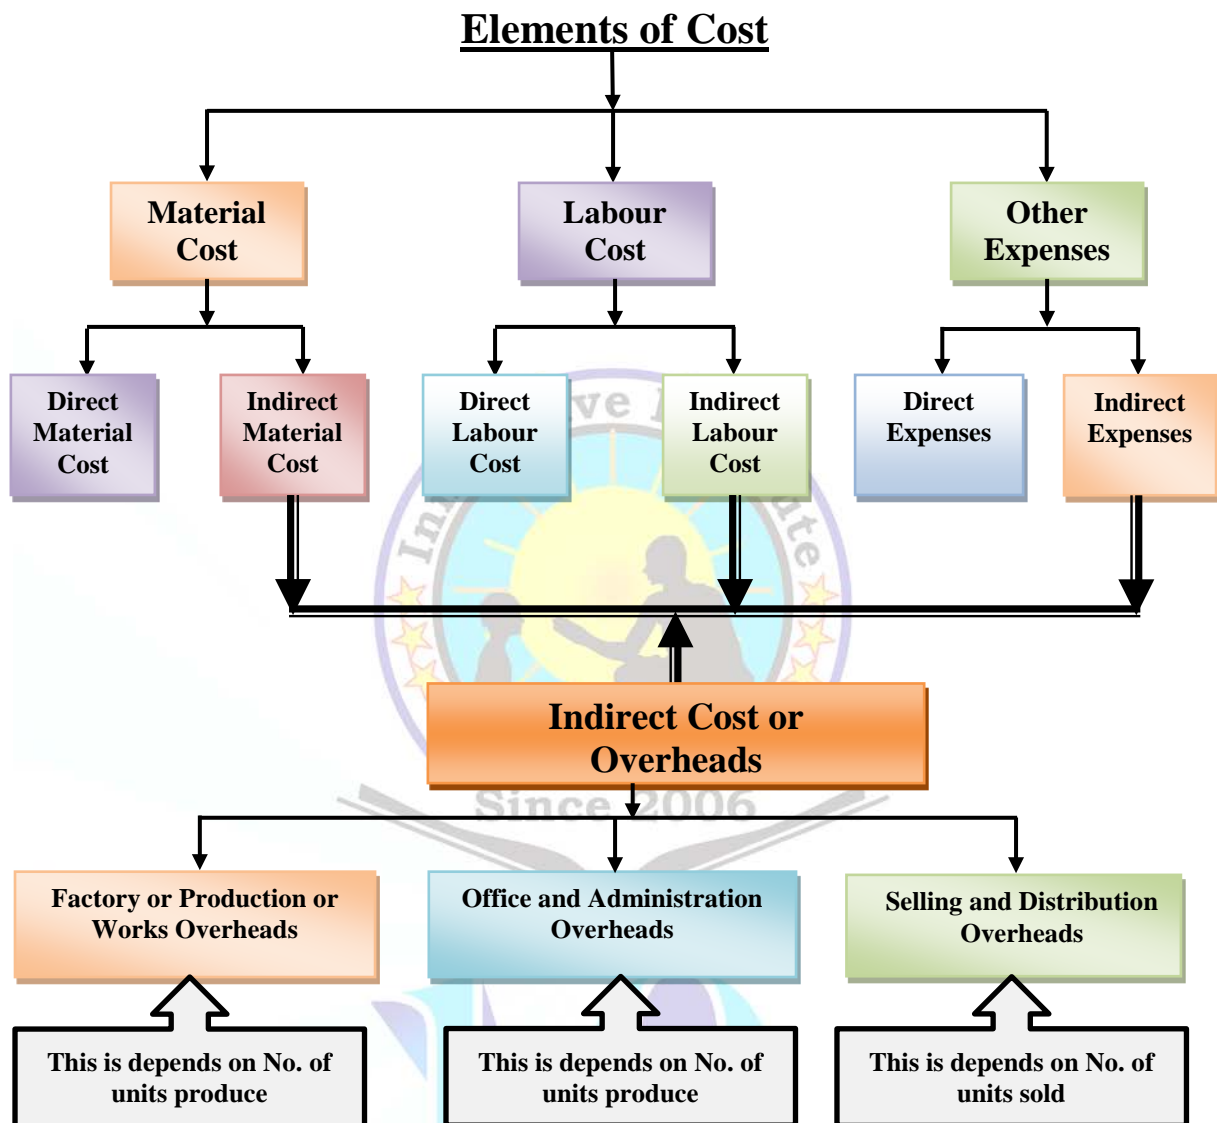 Elements of Cost
Material
Cost
Labour
Cost
Other
Expenses
Direct
Material
Cost
Indirect
Material
Cost
Direct
Labour
Cost
Indirect
Labour
Cost
Direct
Expenses
Indirect
Expenses
Indirect Cost or
Overheads
Since 2006
Factory or Production or
Works Overheads
Office and Administration
Overheads
Selling and Distribution
Overheads
This is depends on No. of
units produce
This is depends on No. of
units produce
This is depends on No. of
units sold